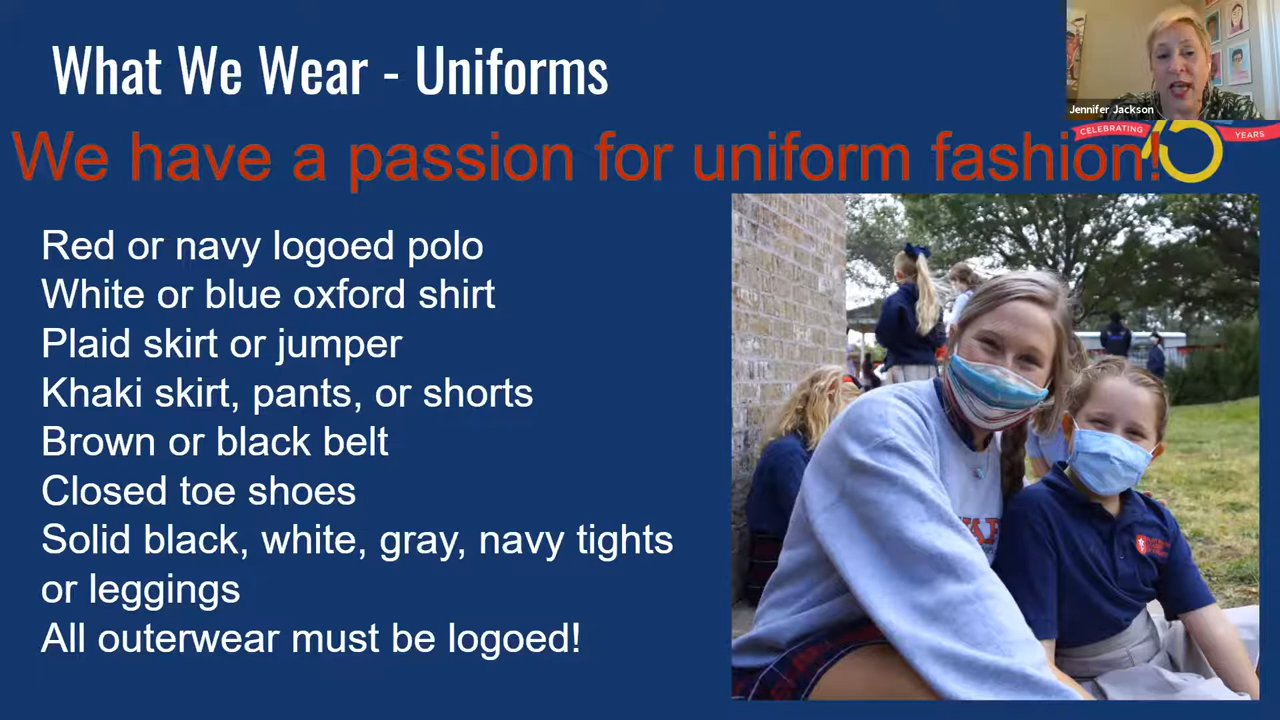 What We Wear - Uniforms
Jennifer Jackson
CELEBRATING
10
YEARS
We have a passion for uniform fashion!
Red or navy logoed polo
White or blue oxford shirt
Plaid skirt or jumper
Khaki skirt, pants, or shorts
Brown or black belt
Closed toe shoes
Solid black, white, gray, navy tights
or leggings
All outerwear must be logoed!